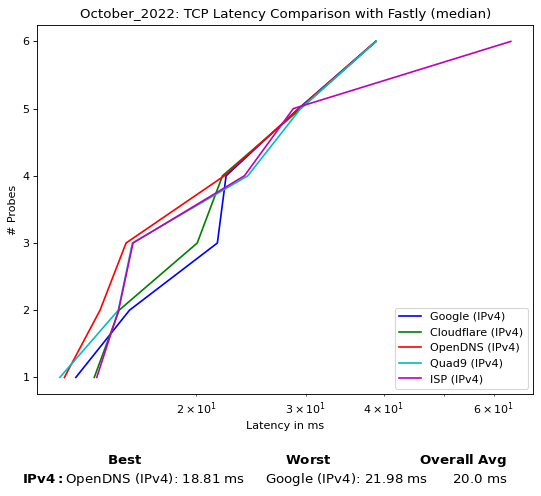 October_2022: TCP Latency Comparison with Fastly (median)
6
5
4
3
2
1
# Probes
Google (IPv4)
Cloudflare (IPv4)
OpenDNS (IPv4)
Quad9 (IPv4)
ISP (IPv4)
2 × 10¹ 3 × 10¹ 4 × 10¹ 6 × 10¹
Latency in ms
Best Worst Overall Avg
IPv4: OpenDNS (IPv4): 18.81 ms Google (IPv4): 21.98 ms 20.0 ms